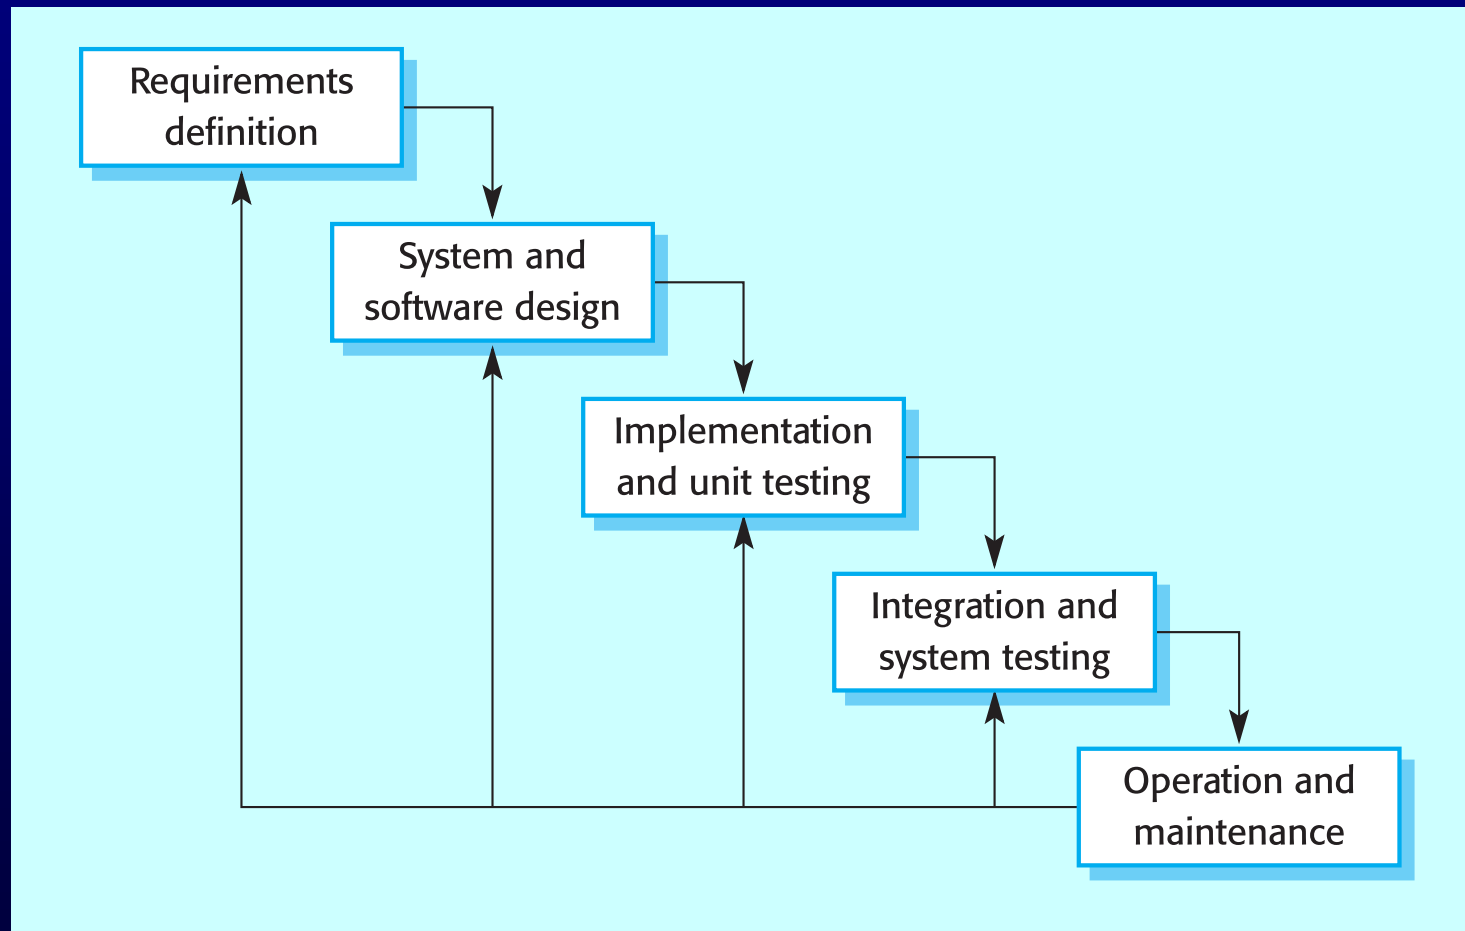 Requirements
definition
System and
software design
Implementation
and unit testing
Integration and
system testing
Operation and
maintenance